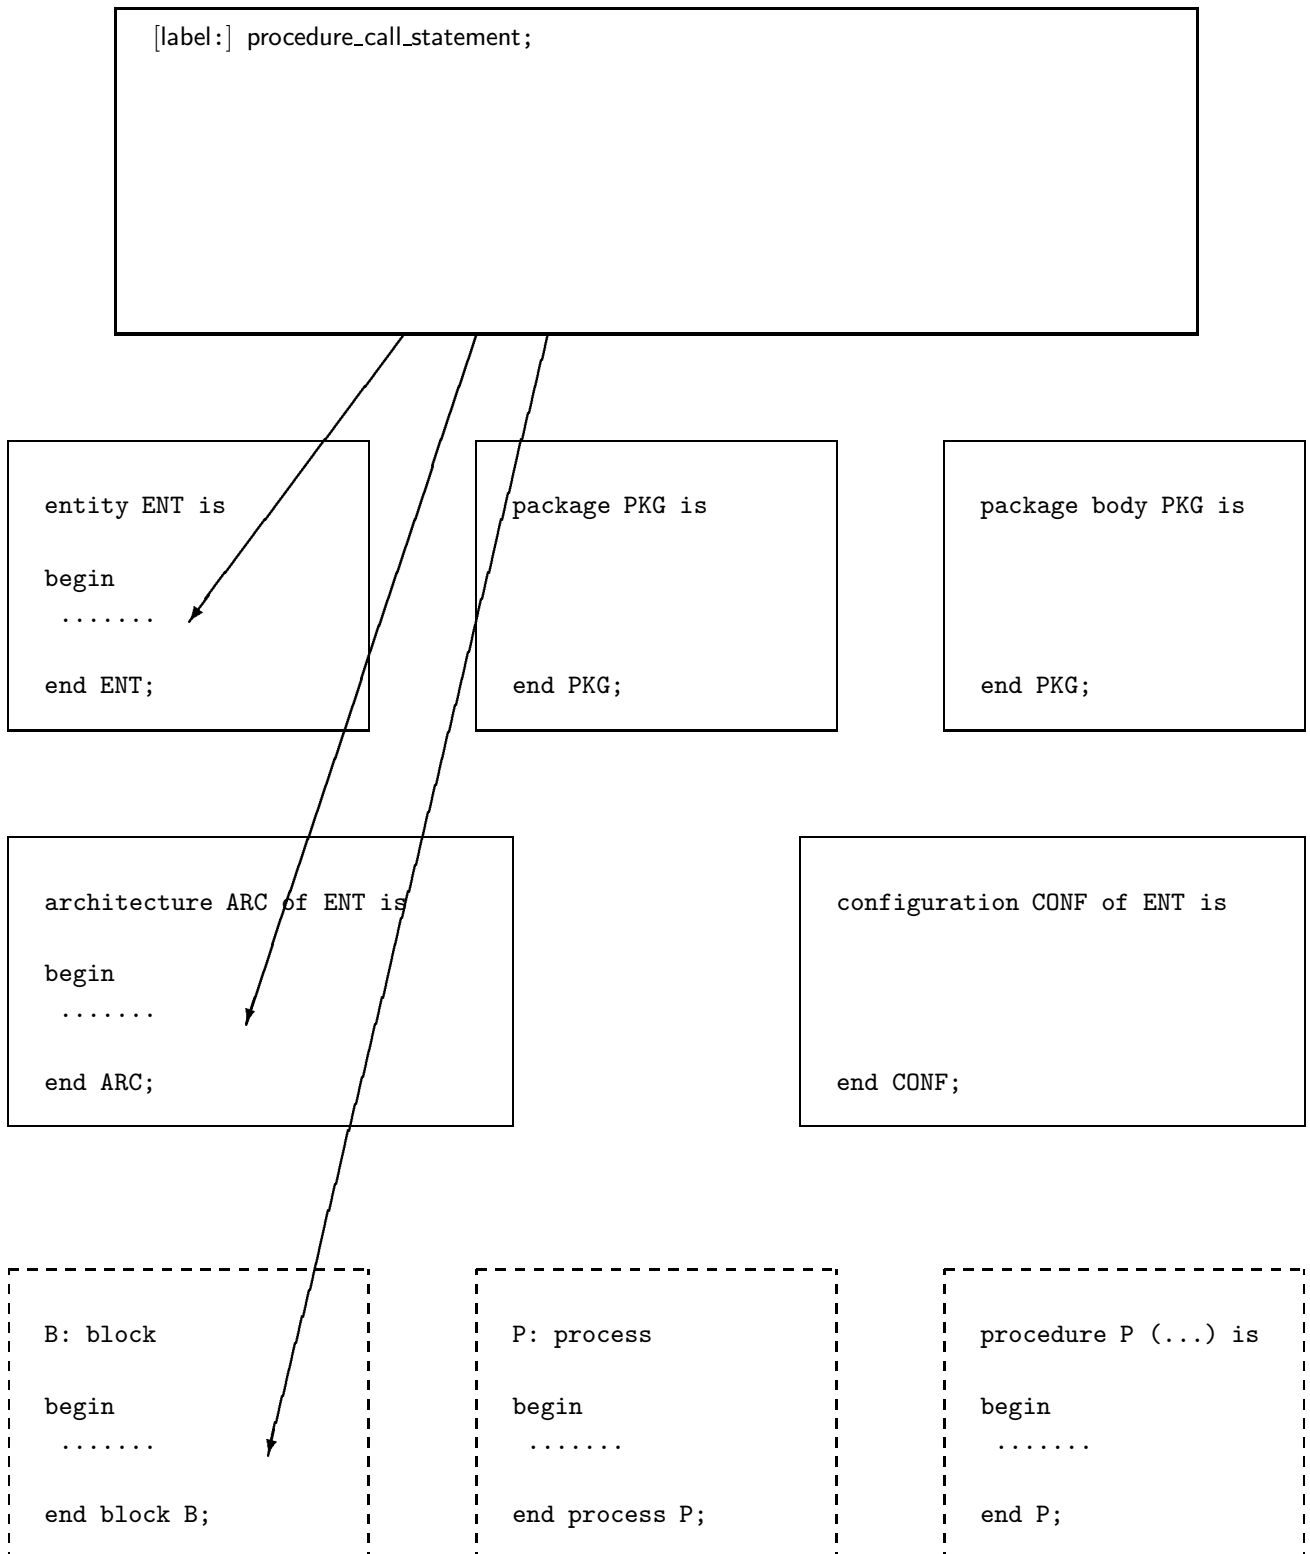 [label:] procedure_call_statement;
entity ENT is
begin
.......
end ENT;
package PKG is
end PKG;
package body PKG is
end PKG;
architecture ARC of ENT is
begin
.......
end ARC;
configuration CONF of ENT is
end CONF;
B: block
begin
.......
end block B;
P: process
begin
.......
end process P;
procedure P (...) is
begin
.......
end P;